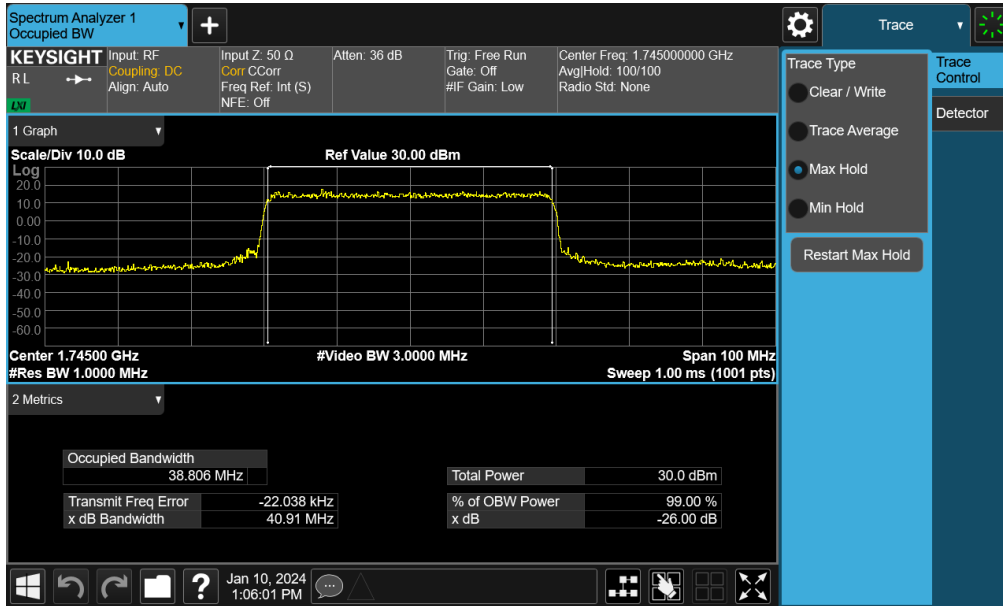 Spectrum Analyzer 1
Occupied BW
+
Trace
KEYSIGHT
R L
LXI
Input: RF
Coupling: DC
Align: Auto
Input Z: 50 Ω
Corr CCorr
Freq Ref: Int (S)
NFE: Off
Atten: 36 dB
Trig: Free Run
Gate: Off
#IF Gain: Low
Center Freq: 1.745000000 GHz
Avg|Hold: 100/100
Radio Std: None
Trace Type
Clear / Write
Trace Average
Max Hold
Min Hold
Restart Max Hold
Trace
Control
Detector
1 Graph
Scale/Div 10.0 dB
Ref Value 30.00 dBm
Log
20.0
10.0
0.00
-10.0
-20.0
-30.0
-40.0
-50.0
-60.0
Center 1.74500 GHz
#Video BW 3.0000 MHz
Span 100 MHz
#Res BW 1.0000 MHz
Sweep 1.00 ms (1001 pts)
2 Metrics
Occupied Bandwidth
38.806 MHz
Total Power 30.0 dBm
Transmit Freq Error -22.038 kHz
% of OBW Power 99.00 %
x dB Bandwidth 40.91 MHz
x dB -26.00 dB
?
Jan 10, 2024
1:06:01 PM